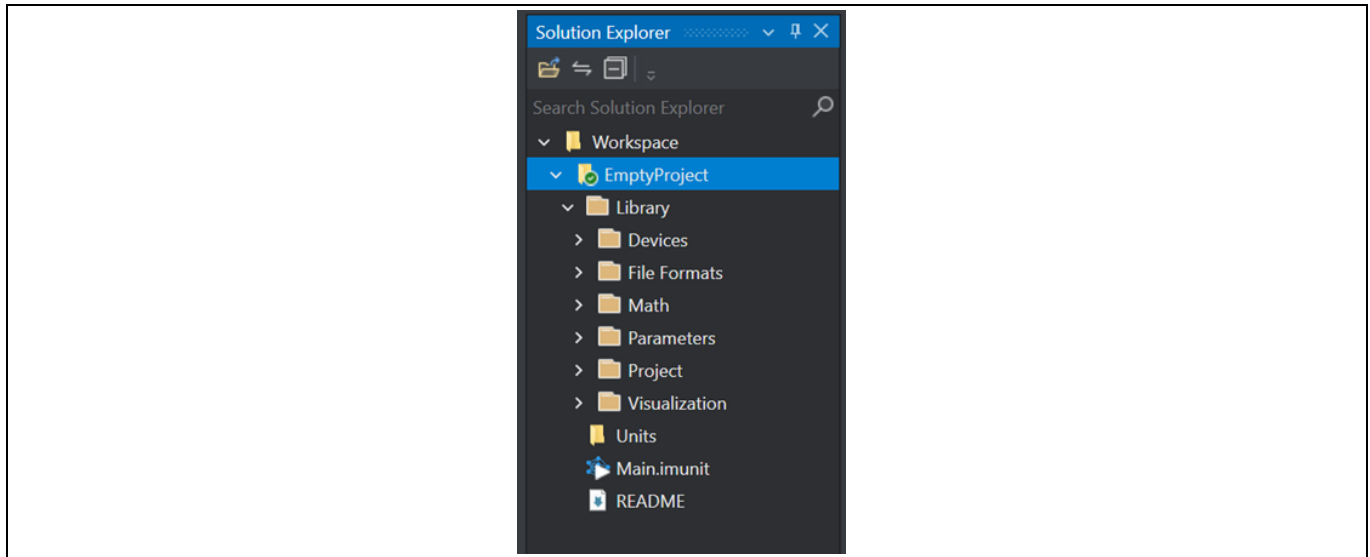 Solution Explorer
Search Solution Explorer
Workspace
EmptyProject
Library
Devices
File Formats
Math
Parameters
Project
Visualization
Units
Main.imunit
README